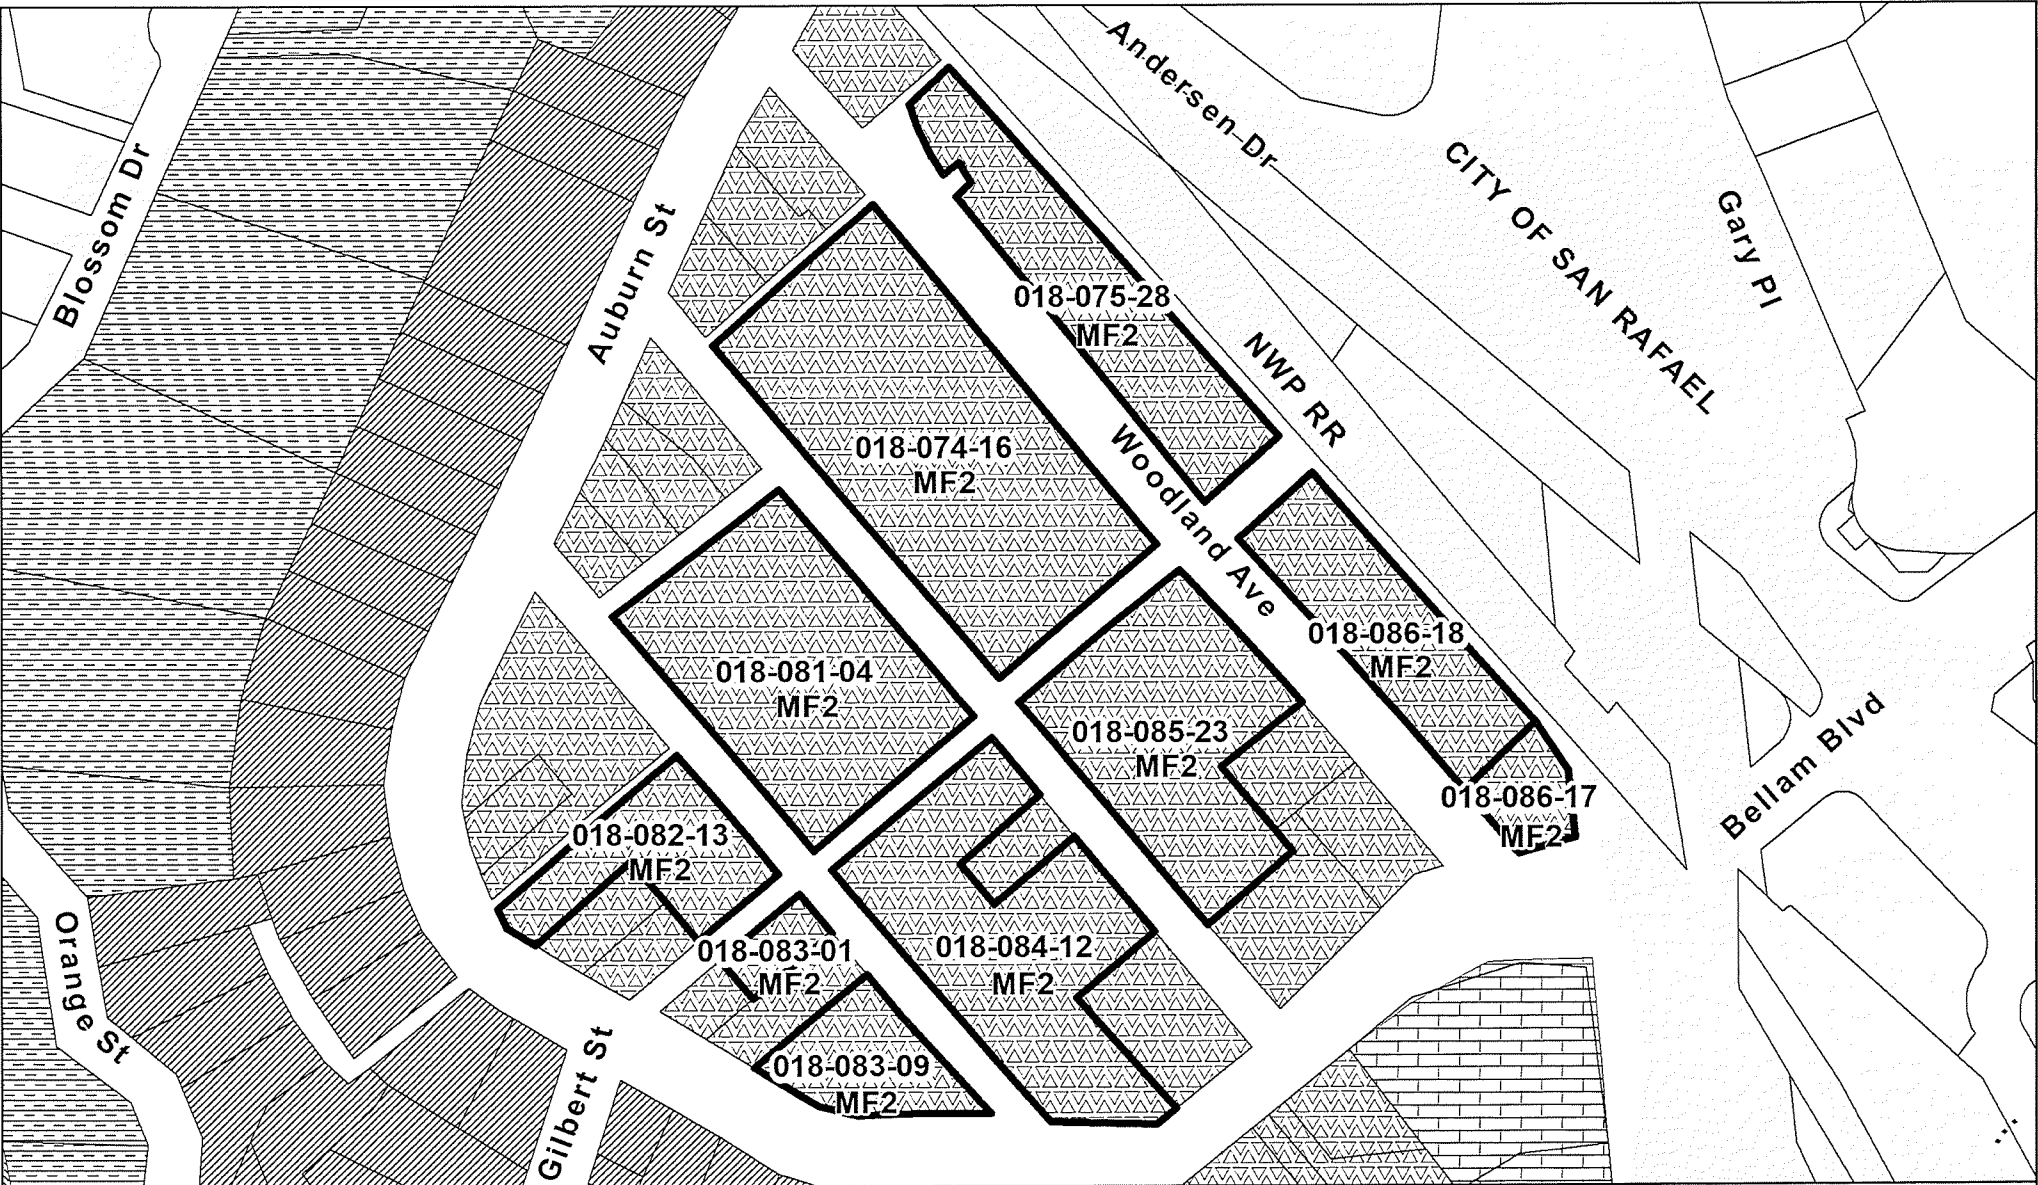 Andersen Dr
CITY OF SAN RAFAEL
Gary Pl
Blossom Dr
Auburn St
018-075-28
MF2
NWP RR
018-074-16
MF2
Woodland Ave
018-086-18
MF2
018-081-04
MF2
018-085-23
MF2
Bellam Blvd
018-086-17
MF2
018-082-13
MF2
018-083-01
MF2
018-084-12
MF2
Orange St
018-083-09
MF2
Gilbert St